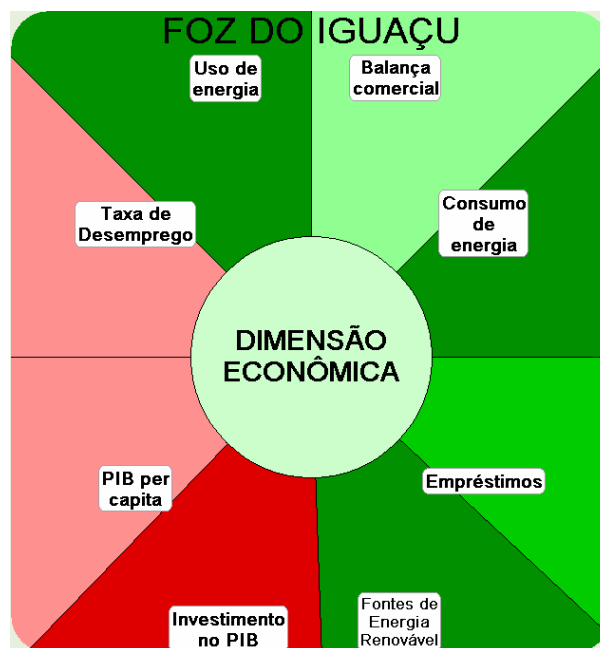 FOZ DO IGUAÇU
Uso de
energia
Balança
comercial
Taxa de
Desemprego
Consumo
de
energia
DIMENSÃO
ECONÔMICA
PIB per
capita
Empréstimos
Investimento
no PIB
Fontes de
Energia
Renovável